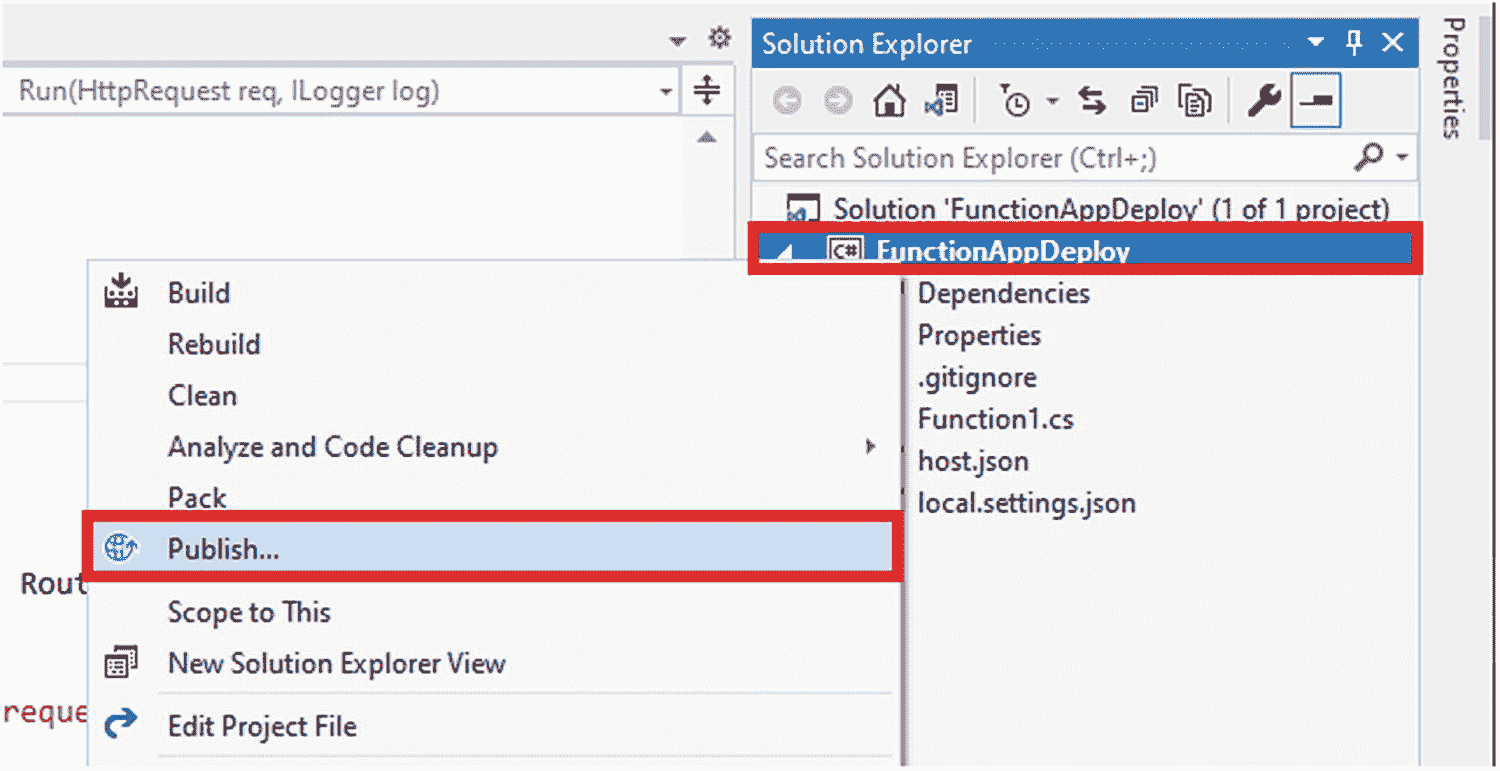 Run(HttpRequest req, ILogger log)
Solution Explorer
Search Solution Explorer (Ctrl+;)
Solution 'FunctionAppDeploy' (1 of 1 project)
C# FunctionAppDeploy
Dependencies
Properties
.gitignore
Function1.cs
host.json
local.settings.json
Build
Rebuild
Clean
Analyze and Code Cleanup
Pack
Publish...
Scope to This
New Solution Explorer View
Edit Project File
Rout
reque
Properties